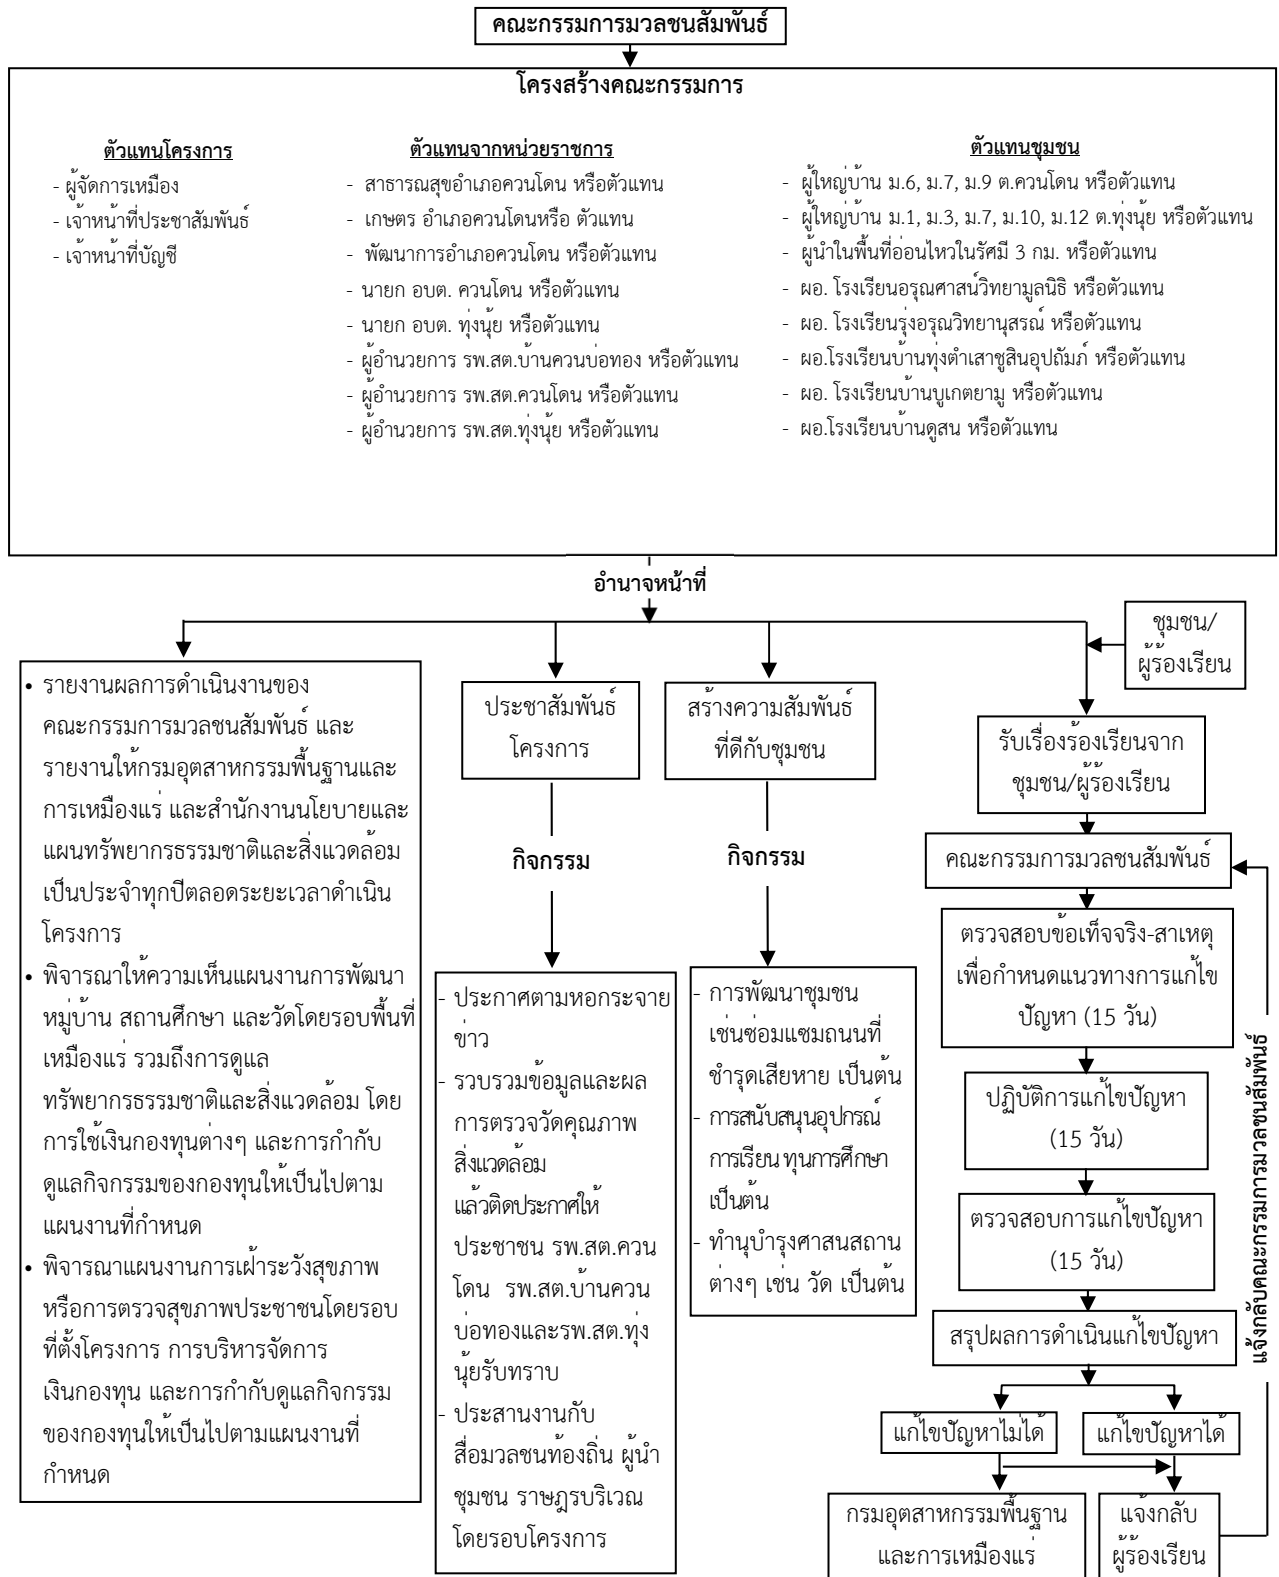 คณะกรรมการมวลชนสัมพันธ์
โครงสร้างคณะกรรมการ
ตัวแทนโครงการ
- ผู้จัดการเหมือง
- เจ้าหน้าที่ประชาสัมพันธ์
- เจ้าหน้าที่บัญชี
ตัวแทนจากหน่วยราชการ
- สาธารณสุขอำเภอควนโดน หรือตัวแทน
- เกษตร อำเภอควนโดนหรือ ตัวแทน
- พัฒนาการอำเภอควนโดน หรือตัวแทน
- นายก อบต. ควนโดน หรือตัวแทน
- นายก อบต. ทุ่งนุ้ย หรือตัวแทน
- ผู้อำนวยการ รพ.สต.บ้านควนบ่อทอง หรือตัวแทน
- ผู้อำนวยการ รพ.สต.ควนโดน หรือตัวแทน
- ผู้อำนวยการ รพ.สต.ทุ่งนุ้ย หรือตัวแทน
ตัวแทนชุมชน
- ผู้ใหญ่บ้าน ม.6, ม.7, ม.9 ต.ควนโดน หรือตัวแทน
- ผู้ใหญ่บ้าน ม.1, ม.3, ม.7, ม.10, ม.12 ต.ทุ่งนุ้ย หรือตัวแทน
- ผู้นำในพื้นที่อ่อนไหวในรัศมี 3 กม. หรือตัวแทน
- ผอ. โรงเรียนอรุณศาสน์วิทยามูลนิธิ หรือตัวแทน
- ผอ. โรงเรียนรุ่งอรุณวิทยานุสรณ์ หรือตัวแทน
- ผอ.โรงเรียนบ้านทุ่งตำเสาชูสินอุปถัมภ์ หรือตัวแทน
- ผอ. โรงเรียนบ้านบูเกตยามู หรือตัวแทน
- ผอ.โรงเรียนบ้านดูสน หรือตัวแทน
อำนาจหน้าที่
• รายงานผลการดำเนินงานของ
คณะกรรมการมวลชนสัมพันธ์ และ
รายงานให้กรมอุตสาหกรรมพื้นฐานและ
การเหมืองแร่ และสำนักงานนโยบายและ
แผนทรัพยากรธรรมชาติและสิ่งแวดล้อม
เป็นประจำทุกปีตลอดระยะเวลาดำเนิน
โครงการ
• พิจารณาให้ความเห็นแผนงานการพัฒนา
หมู่บ้าน สถานศึกษา และวัดโดยรอบพื้นที่
เหมืองแร่ รวมถึงการดูแล
ทรัพยากรธรรมชาติและสิ่งแวดล้อม โดย
การใช้เงินกองทุนต่างๆ และการกำกับ
ดูแลกิจกรรมของกองทุนให้เป็นไปตาม
แผนงานที่กำหนด
• พิจารณาแผนงานการเฝ้าระวังสุขภาพ
หรือการตรวจสุขภาพประชาชนโดยรอบ
ที่ตั้งโครงการ การบริหารจัดการ
เงินกองทุน และการกำกับดูแลกิจกรรม
ของกองทุนให้เป็นไปตามแผนงานที่
กำหนด
ประชาสัมพันธ์
โครงการ
กิจกรรม
- ประกาศตามหอกระจาย
ข่าว
- รวบรวมข้อมูลและผล
การตรวจวัดคุณภาพ
สิ่งแวดล้อม
แล้วติดประกาศให้
ประชาชน รพ.สต.ควน
โดน รพ.สต.บ้านควน
บ่อทองและรพ.สต.ทุ่ง
นุ้ยรับทราบ
- ประสานงานกับ
สื่อมวลชนท้องถิ่น ผู้นำ
ชุมชน ราษฎรบริเวณ
โดยรอบโครงการ
สร้างความสัมพันธ์
ที่ดีกับชุมชน
กิจกรรม
- การพัฒนาชุมชน
เช่นซ่อมแซมถนนที่
ชำรุดเสียหาย เป็นต้น
- การสนับสนุนอุปกรณ์
การเรียน ทุนการศึกษา
เป็นต้น
- ทำนุบำรุงศาสนสถาน
ต่างๆ เช่น วัด เป็นต้น
ชุมชน/
ผู้ร้องเรียน
รับเรื่องร้องเรียนจาก
ชุมชน/ผู้ร้องเรียน
คณะกรรมการมวลชนสัมพันธ์
ตรวจสอบข้อเท็จจริง-สาเหตุ
เพื่อกำหนดแนวทางการแก้ไข
ปัญหา (15 วัน)
ปฏิบัติการแก้ไขปัญหา
(15 วัน)
ตรวจสอบการแก้ไขปัญหา
(15 วัน)
สรุปผลการดำเนินแก้ไขปัญหา
แก้ไขปัญหาไม่ได้
แก้ไขปัญหาได้
กรมอุตสาหกรรมพื้นฐาน
และการเหมืองแร่
แจ้งกลับ
ผู้ร้องเรียน
แจ้งกลับคณะกรรมการมวลชนสัมพันธ์